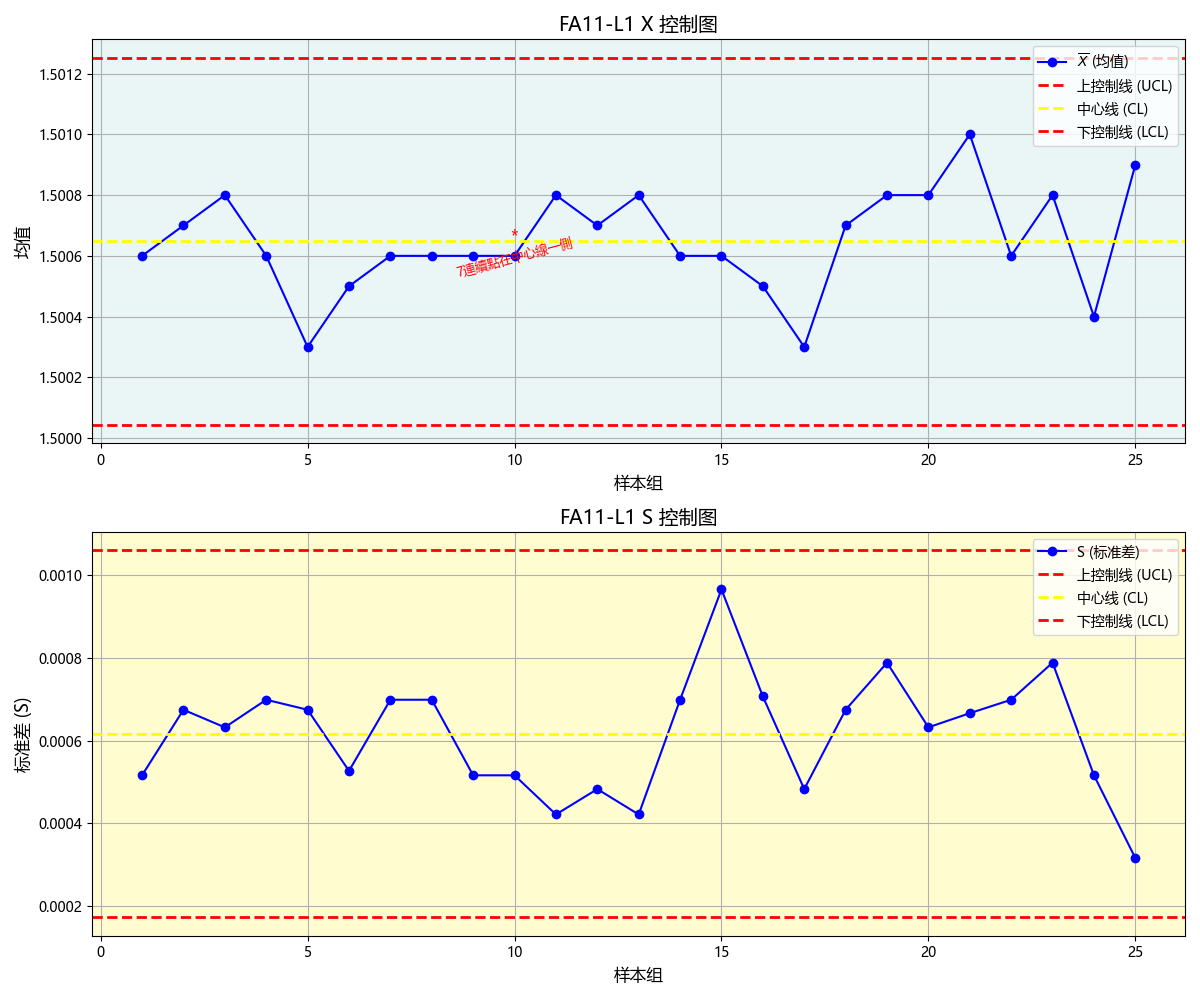 FA11-L1 X 控制图
1.5012
1.5010
1.5008
1.5006
1.5004
1.5002
1.5000
均值
X (均值)
上控制线 (UCL)
中心线 (CL)
下控制线 (LCL)
*
7連續點在中心線一側
0 5 10 15 20 25
样本组
FA11-L1 S 控制图
0.0010
0.0008
0.0006
0.0004
0.0002
标准差 (S)
S (标准差)
上控制线 (UCL)
中心线 (CL)
下控制线 (LCL)
0 5 10 15 20 25
样本组